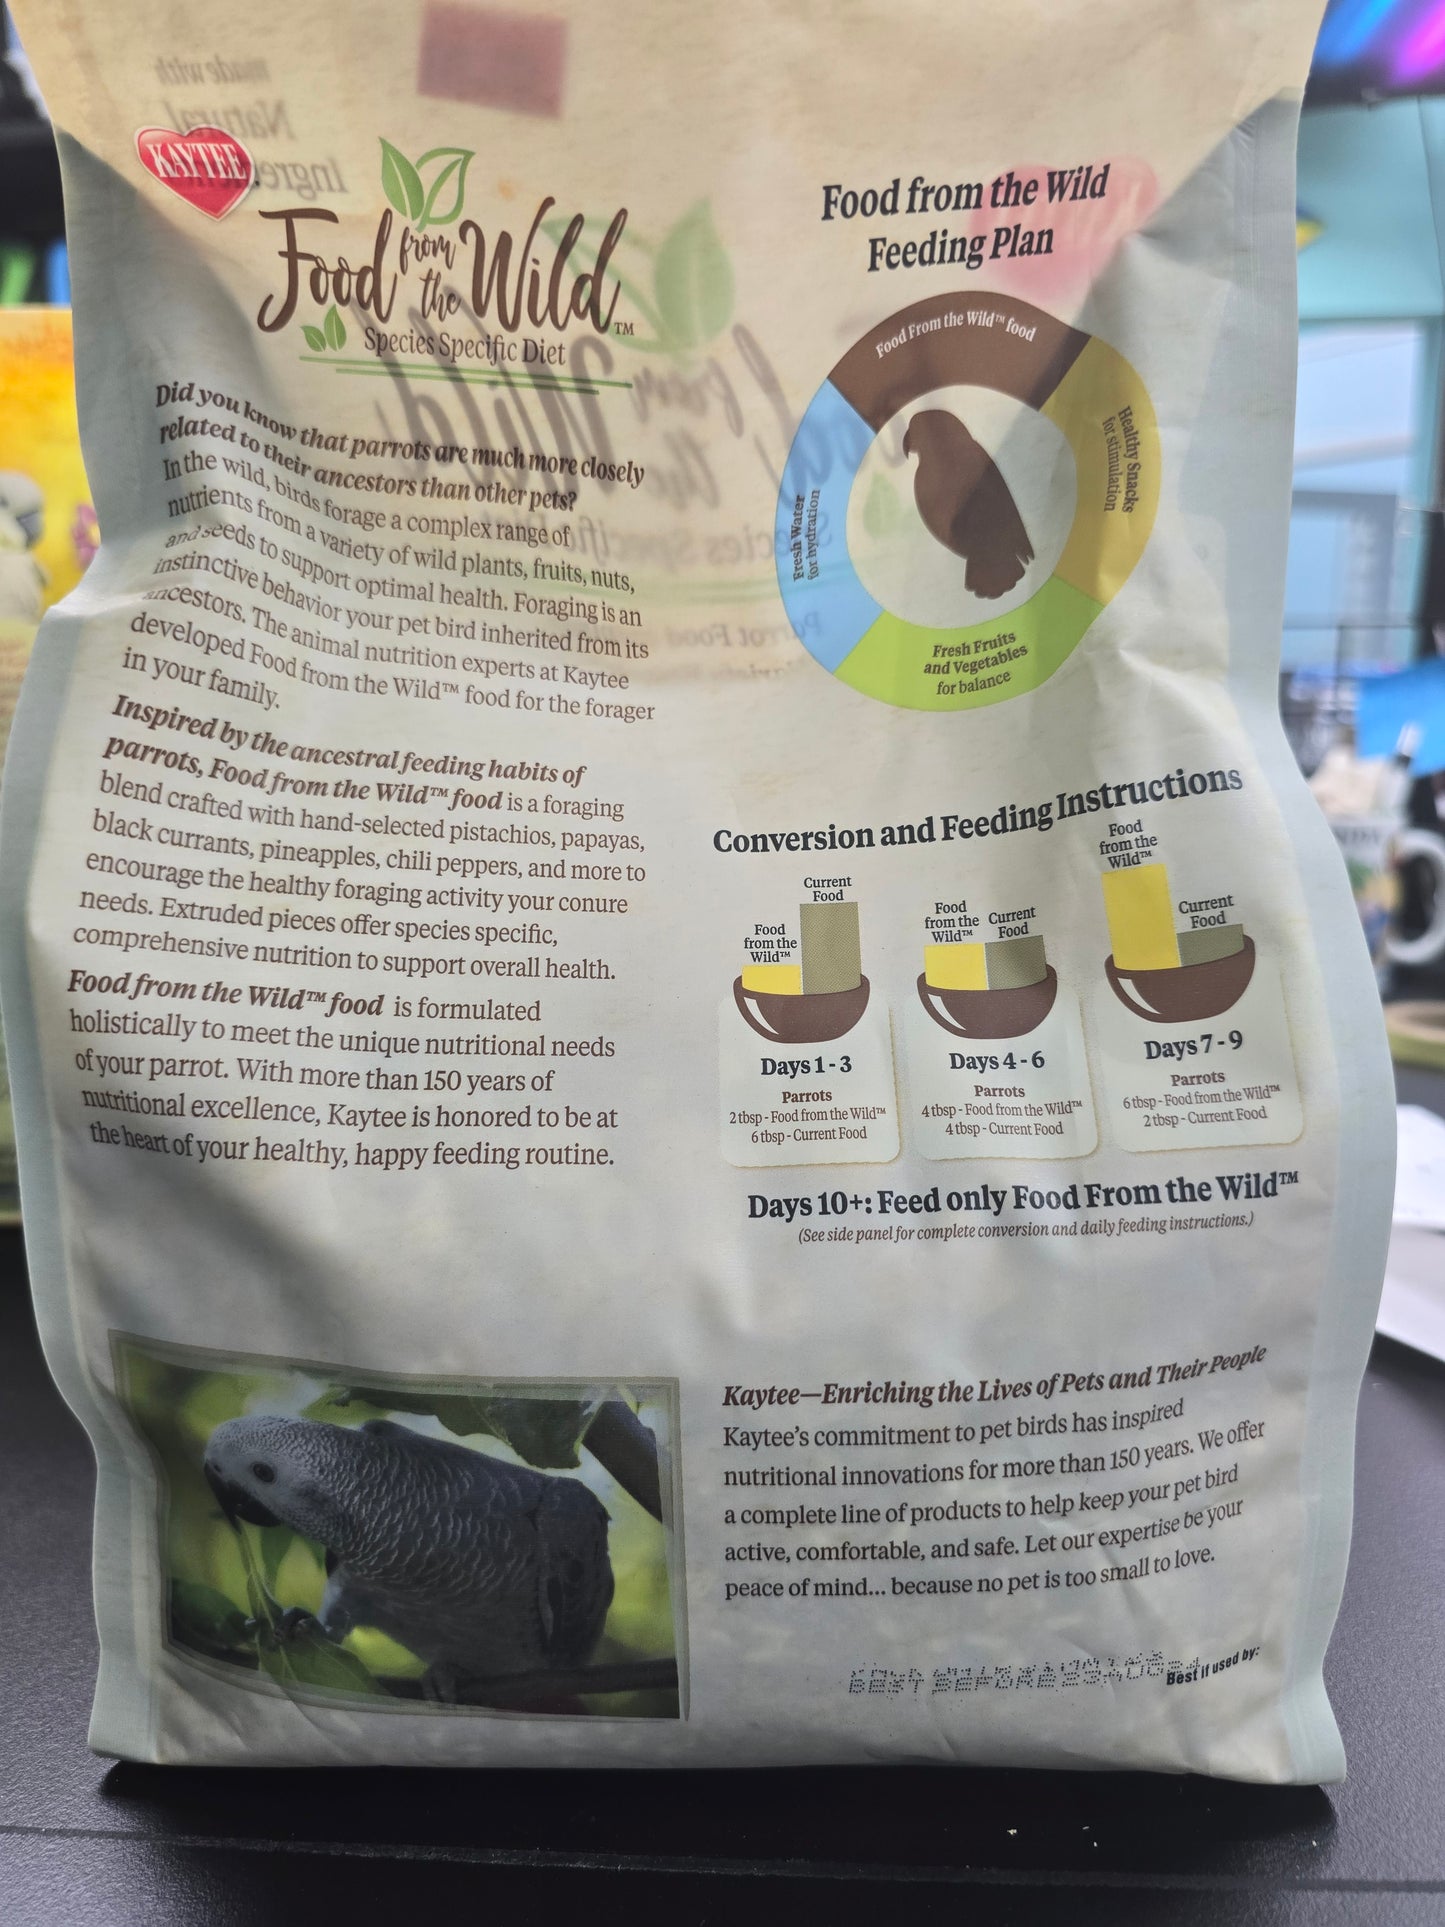 KAYTEE
Food from the Wild™
Species Specific Diet
Did you know that parrots are much more closely
related to their ancestors than other pets?
In the wild, birds forage a complex range of
nutrients from a variety of wild plants, fruits, nuts,
and seeds to support optimal health. Foraging is an
instinctive behavior your pet bird inherited from its
ancestors. The animal nutrition experts at Kaytee
developed Food from the Wild™ food for the forager
in your family.
Inspired by the ancestral feeding habits of
parrots, Food from the Wild™ food is a foraging
blend crafted with hand-selected pistachios, papayas,
black currants, pineapples, chili peppers, and more to
encourage the healthy foraging activity your conure
needs. Extruded pieces offer species specific,
comprehensive nutrition to support overall health.
Food from the Wild™ food is formulated
holistically to meet the unique nutritional needs
of your parrot. With more than 150 years of
nutritional excellence, Kaytee is honored to be at
the heart of your healthy, happy feeding routine.
Food from the Wild
Feeding Plan
Food From the Wild™ food
Healthy Snacks
for stimulation
Fresh Water
for hydration
Fresh Fruits
and Vegetables
for balance
Conversion and Feeding Instructions
Food
from the
Wild™
Current
Food
Days 1 - 3
Parrots
2 tbsp - Food from the Wild™
6 tbsp - Current Food
Food
from the
Wild™
Current
Food
Days 4 - 6
Parrots
4 tbsp - Food from the Wild™
4 tbsp - Current Food
Food
from the
Wild™
Current
Food
Days 7 - 9
Parrots
6 tbsp - Food from the Wild™
2 tbsp - Current Food
Days 10+: Feed only Food From the Wild™
(See side panel for complete conversion and daily feeding instructions.)
Kaytee—Enriching the Lives of Pets and Their People
Kaytee's commitment to pet birds has inspired
nutritional innovations for more than 150 years. We offer
a complete line of products to help keep your pet bird
active, comfortable, and safe. Let our expertise be your
peace of mind... because no pet is too small to love.
BEST BEFORE
Best if used by: